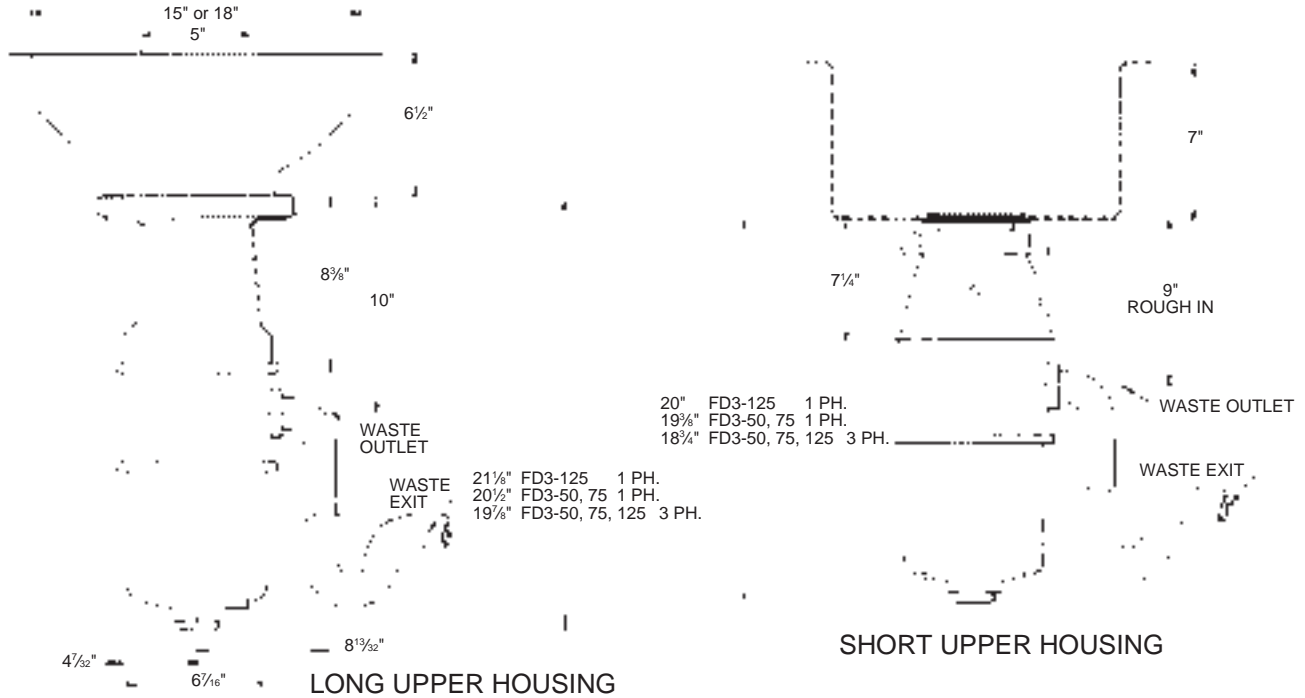 15" or 18"
5"
6½"
8⅜"
10"
WASTE
OUTLET
WASTE
EXIT
21⅛" FD3-125 1 PH.
20½" FD3-50, 75 1 PH.
19⅞" FD3-50, 75, 125 3 PH.
4⁷⁄₃₂"
6⁷⁄₁₆"
8¹³⁄₃₂"
LONG UPPER HOUSING
7"
7¼"
9"
ROUGH IN
20" FD3-125 1 PH.
19⅜" FD3-50, 75 1 PH.
18¾" FD3-50, 75, 125 3 PH.
WASTE OUTLET
WASTE EXIT
SHORT UPPER HOUSING